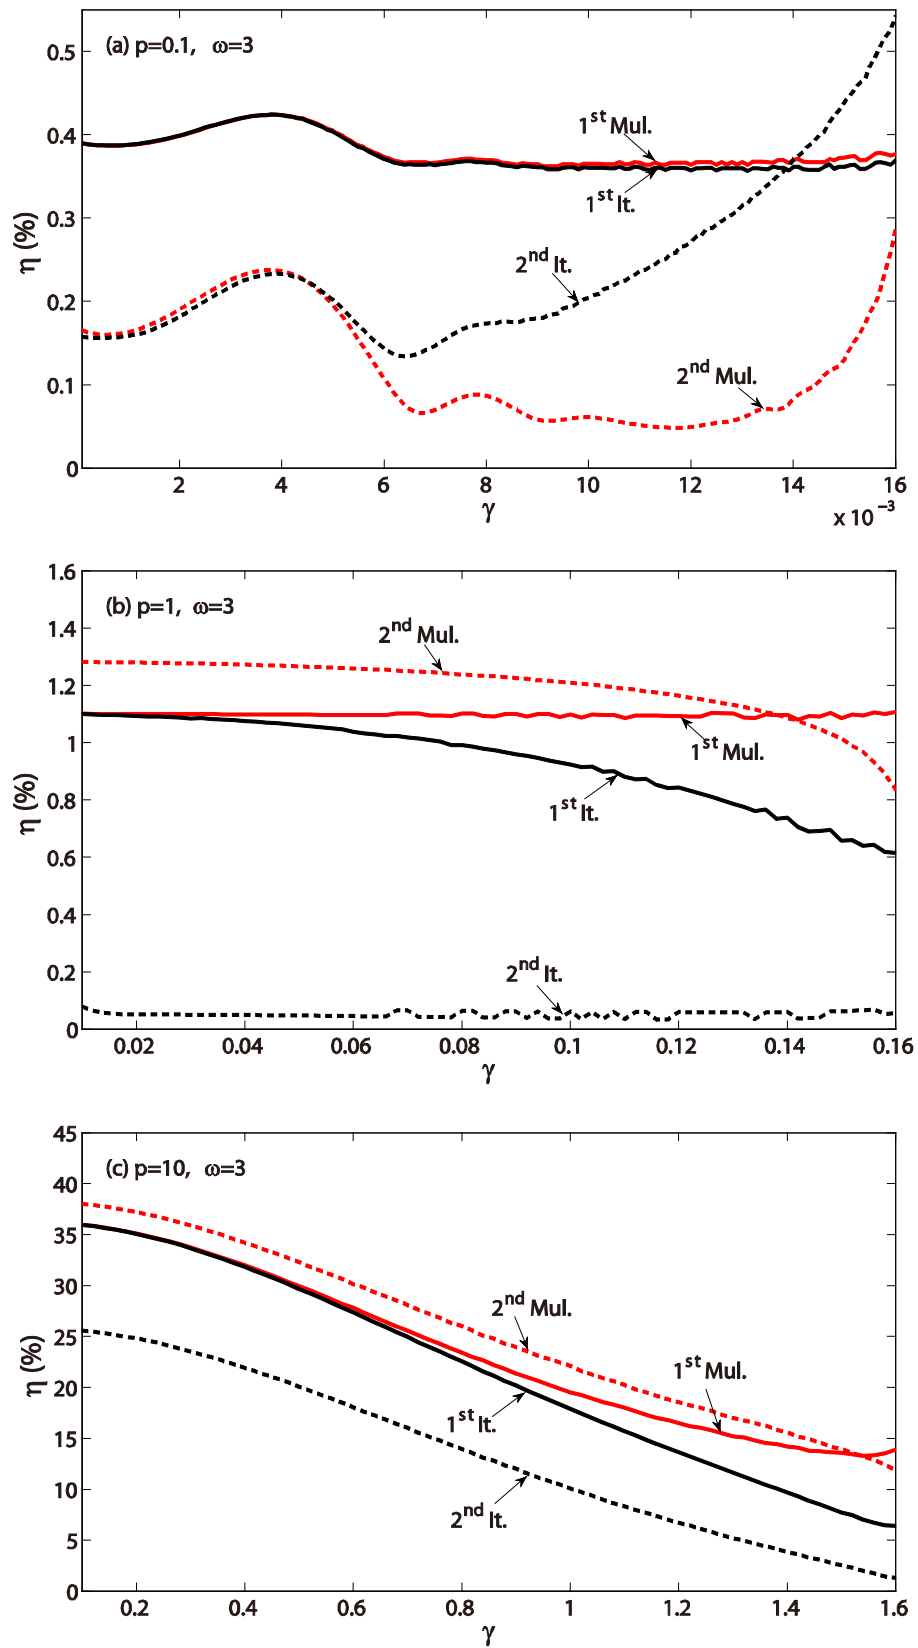 (a) p=0.1, ω=3
0.5
0.4
0.3
0.2
0.1
0
η (%)
1st Mul.
1st It.
2nd It.
2nd Mul.
2 4 6 8 10 12 14 16
γ
x 10−3
(b) p=1, ω=3
1.6
1.4
1.2
1
0.8
0.6
0.4
0.2
0
η (%)
2nd Mul.
1st Mul.
1st It.
2nd It.
0.02 0.04 0.06 0.08 0.1 0.12 0.14 0.16
γ
(c) p=10, ω=3
45
40
35
30
25
20
15
10
5
0
η (%)
2nd Mul.
1st Mul.
1st It.
2nd It.
0.2 0.4 0.6 0.8 1 1.2 1.4 1.6
γ